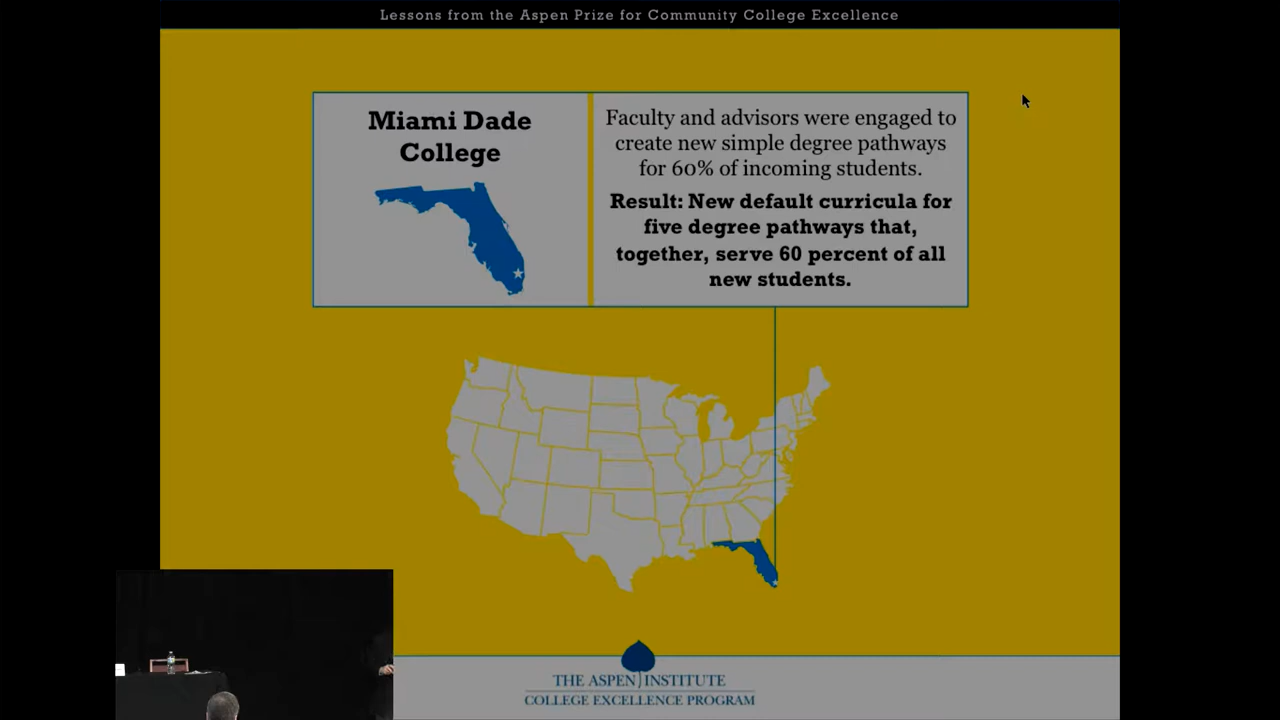 Lessons from the Aspen Prize for Community College Excellence
Miami Dade
College
Faculty and advisors were engaged to
create new simple degree pathways
for 60% of incoming students.
Result: New default curricula for
five degree pathways that,
together, serve 60 percent of all
new students.
THE ASPEN INSTITUTE
COLLEGE EXCELLENCE PROGRAM